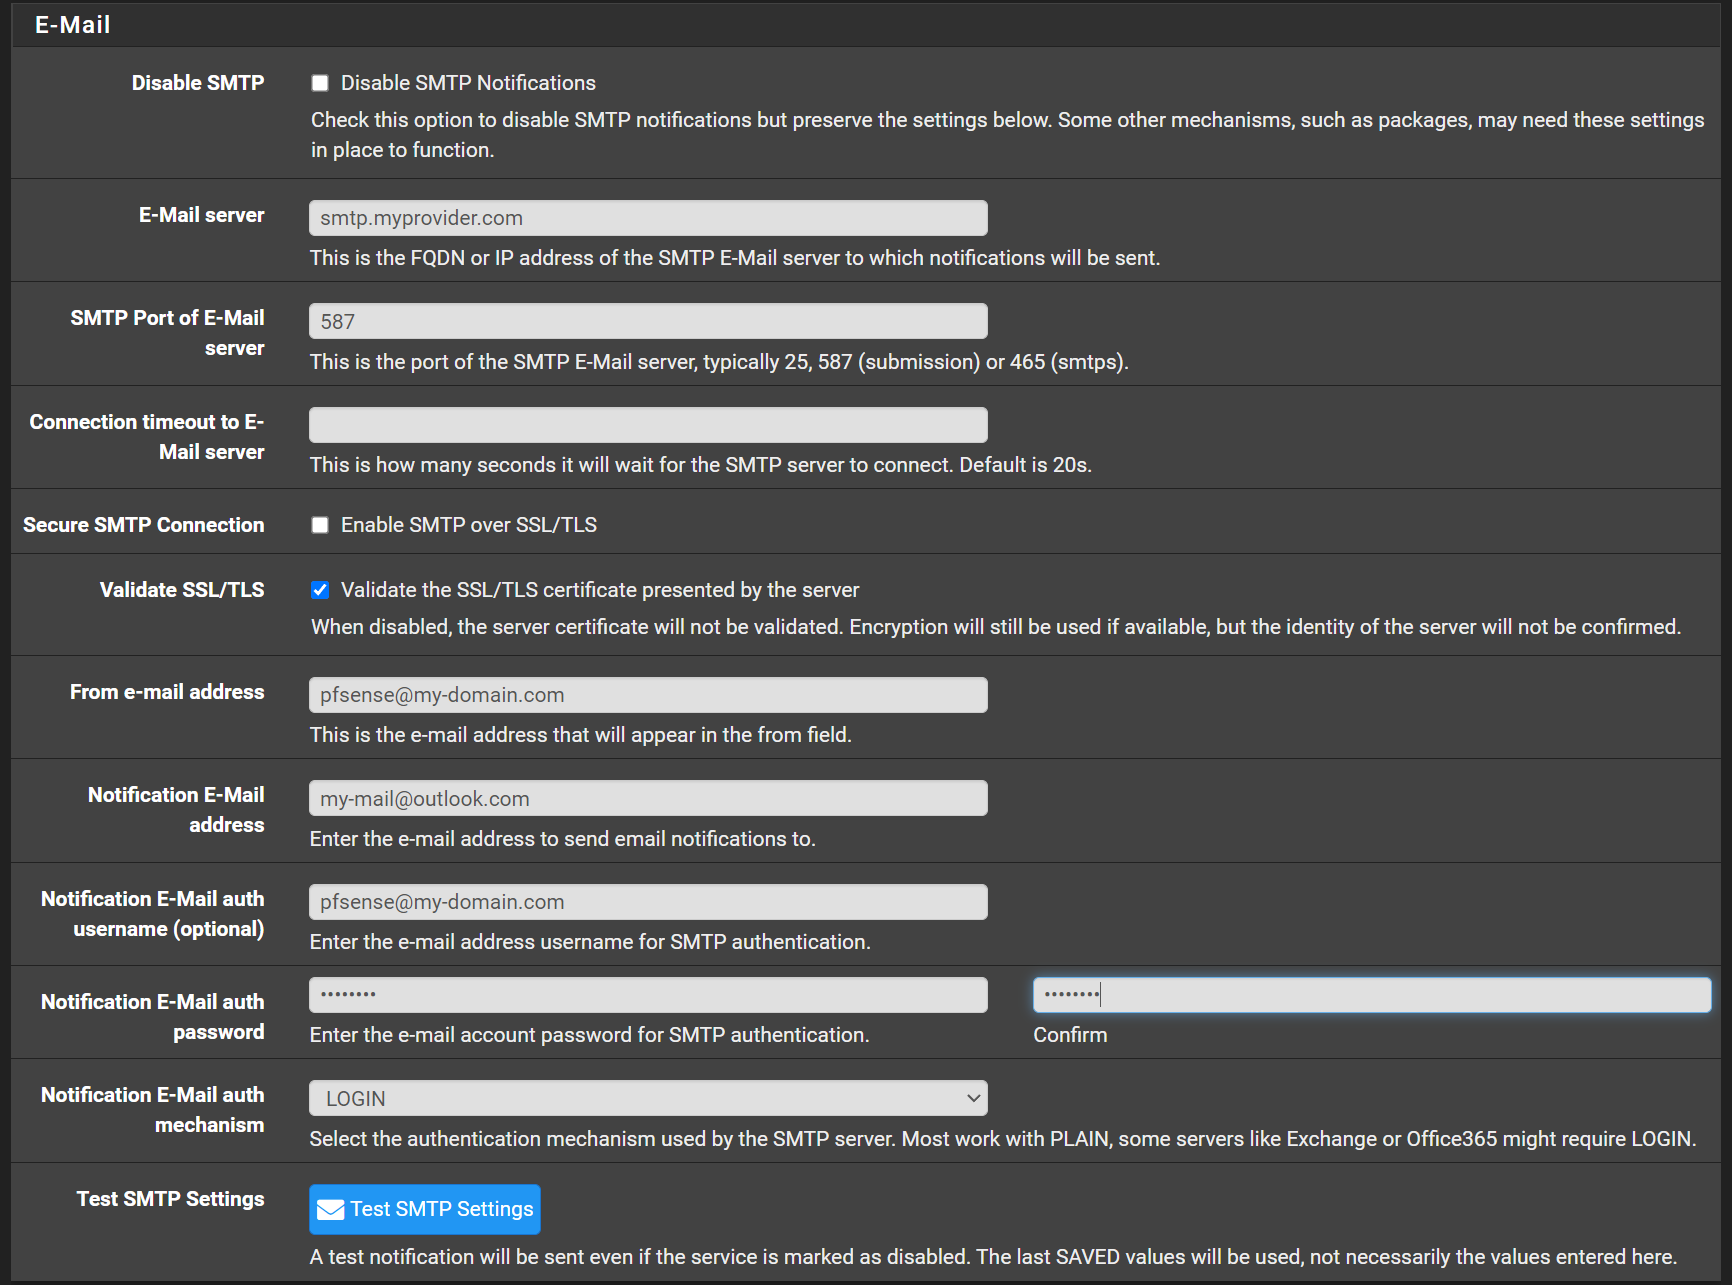 E-Mail
Disable SMTP
Disable SMTP Notifications
Check this option to disable SMTP notifications but preserve the settings below. Some other mechanisms, such as packages, may need these settings
in place to function.
E-Mail server
smtp.myprovider.com
This is the FQDN or IP address of the SMTP E-Mail server to which notifications will be sent.
SMTP Port of E-Mail
server
587
This is the port of the SMTP E-Mail server, typically 25, 587 (submission) or 465 (smtps).
Connection timeout to E-
Mail server
This is how many seconds it will wait for the SMTP server to connect. Default is 20s.
Secure SMTP Connection
Enable SMTP over SSL/TLS
Validate SSL/TLS
Validate the SSL/TLS certificate presented by the server
When disabled, the server certificate will not be validated. Encryption will still be used if available, but the identity of the server will not be confirmed.
From e-mail address
pfsense@my-domain.com
This is the e-mail address that will appear in the from field.
Notification E-Mail
address
my-mail@outlook.com
Enter the e-mail address to send email notifications to.
Notification E-Mail auth
username (optional)
pfsense@my-domain.com
Enter the e-mail address username for SMTP authentication.
Notification E-Mail auth
password
••••••••
••••••••
Enter the e-mail account password for SMTP authentication.
Confirm
Notification E-Mail auth
mechanism
LOGIN
Select the authentication mechanism used by the SMTP server. Most work with PLAIN, some servers like Exchange or Office365 might require LOGIN.
Test SMTP Settings
Test SMTP Settings
A test notification will be sent even if the service is marked as disabled. The last SAVED values will be used, not necessarily the values entered here.